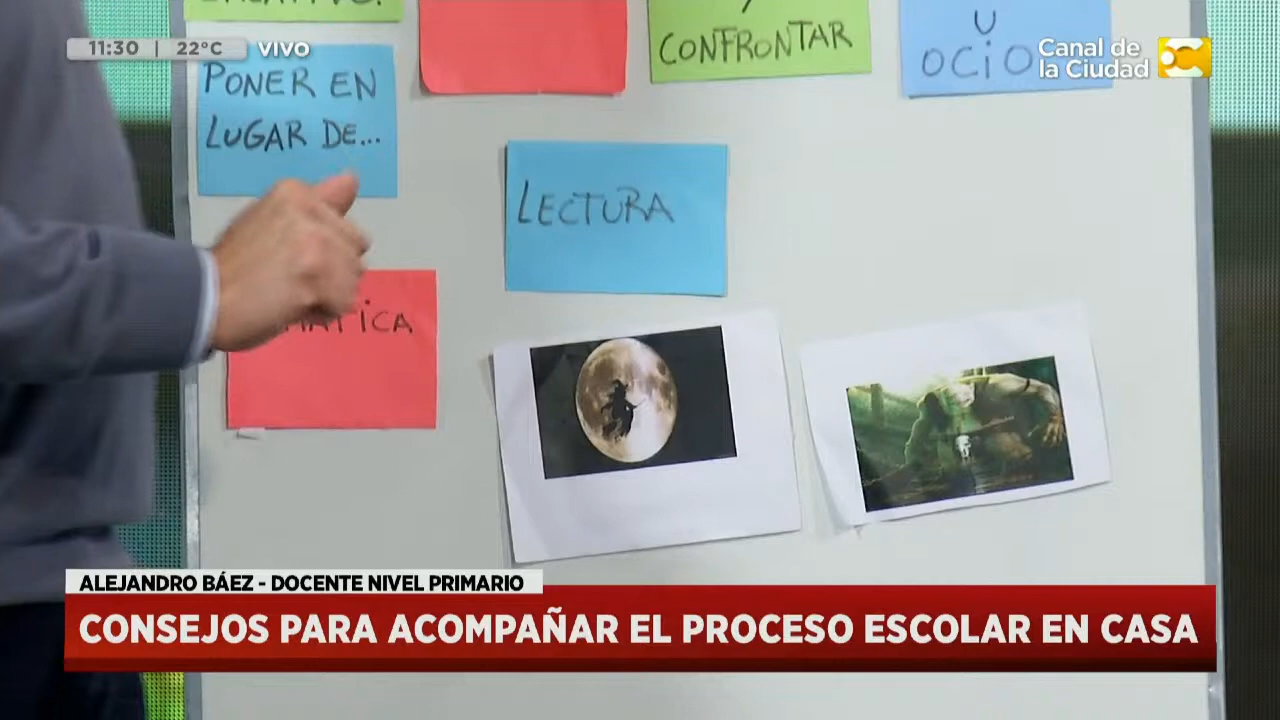 11:30 | 22°C VIVO
Canal de
la Ciudad
PONER EN
LUGAR DE...
Y
CONFRONTAR
U
OCIO
LECTURA
ALEJANDRO BÁEZ - DOCENTE NIVEL PRIMARIO
CONSEJOS PARA ACOMPAÑAR EL PROCESO ESCOLAR EN CASA